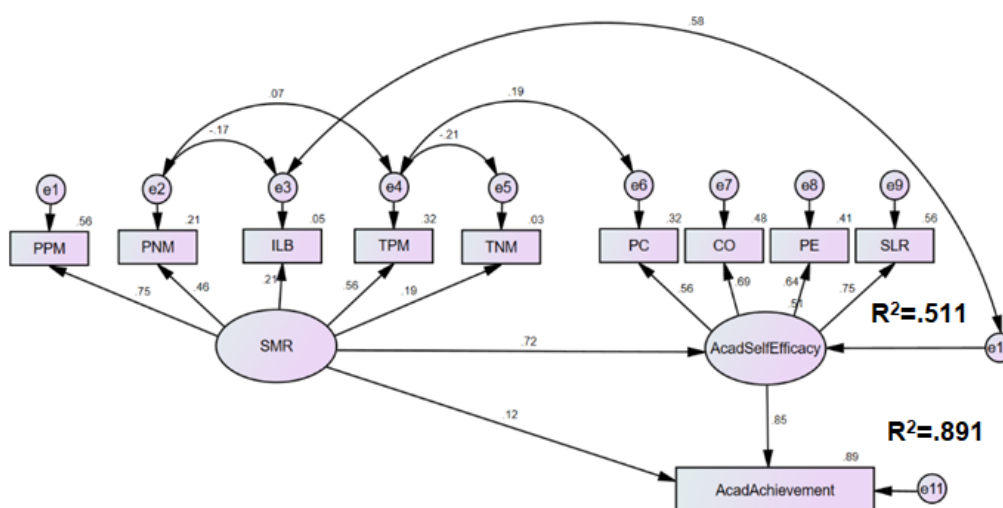 .58
.07
.19
-.17
-.21
e1
e2
e3
e4
e5
e6
e7
e8
e9
.56
.21
.05
.32
.03
.32
.48
.41
.56
PPM
PNM
ILB
TPM
TNM
PC
CO
PE
SLR
.75
.46
.21
.56
.19
.56
.69
.64
.75
.51
R²=.511
SMR
.72
AcadSelfEfficacy
e1
.12
.85
R²=.891
.89
AcadAchievement
e11